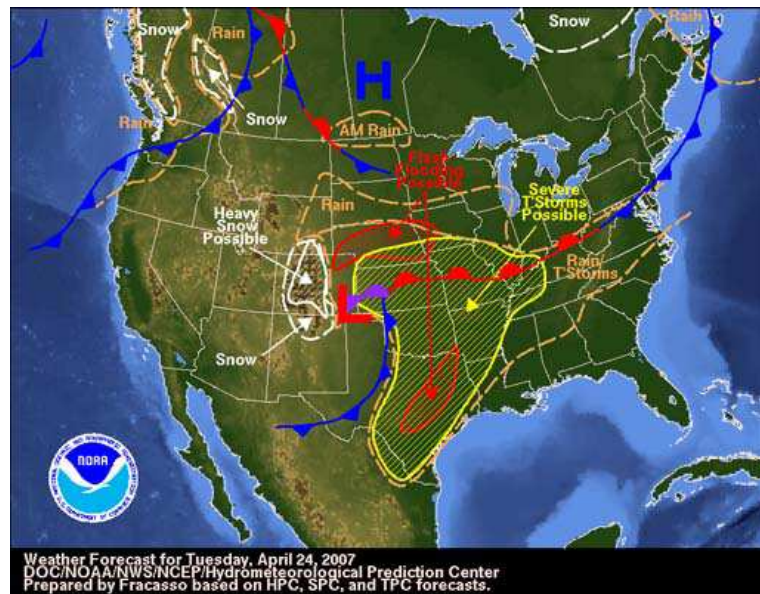 Snow
Rain
Rain
Snow
H
AM Rain
Snow
Rain
Flash
Flooding
Possible
Severe
T'Storms
Possible
Rain
Heavy
Snow
Possible
Rain/
T'Storms
L
Snow
NOAA
Weather Forecast for Tuesday, April 24, 2007
DOC/NOAA/NWS/NCEP/Hydrometeorological Prediction Center
Prepared by Fracasso based on HPC, SPC, and TPC forecasts.